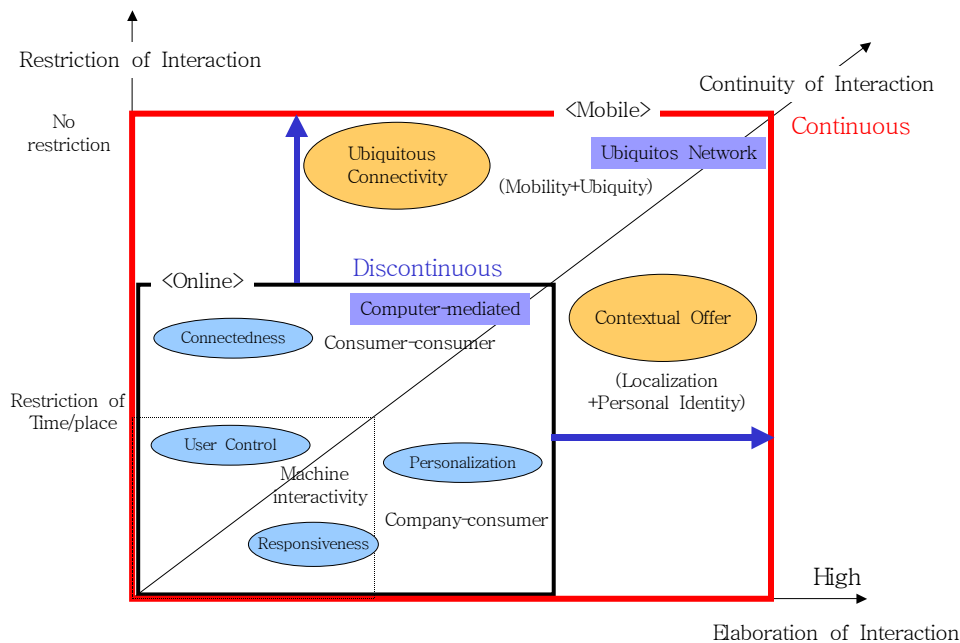 Restriction of Interaction
Continuity of Interaction
<Mobile>
No
restriction
Continuous
Ubiquitous
Connectivity
Ubiquitos Network
(Mobility+Ubiquity)
Discontinuous
<Online>
Computer-mediated
Contextual Offer
Connectedness
Consumer-consumer
(Localization
+Personal Identity)
Restriction of
Time/place
User Control
Machine
interactivity
Personalization
Company-consumer
Responsiveness
High
Elaboration of Interaction